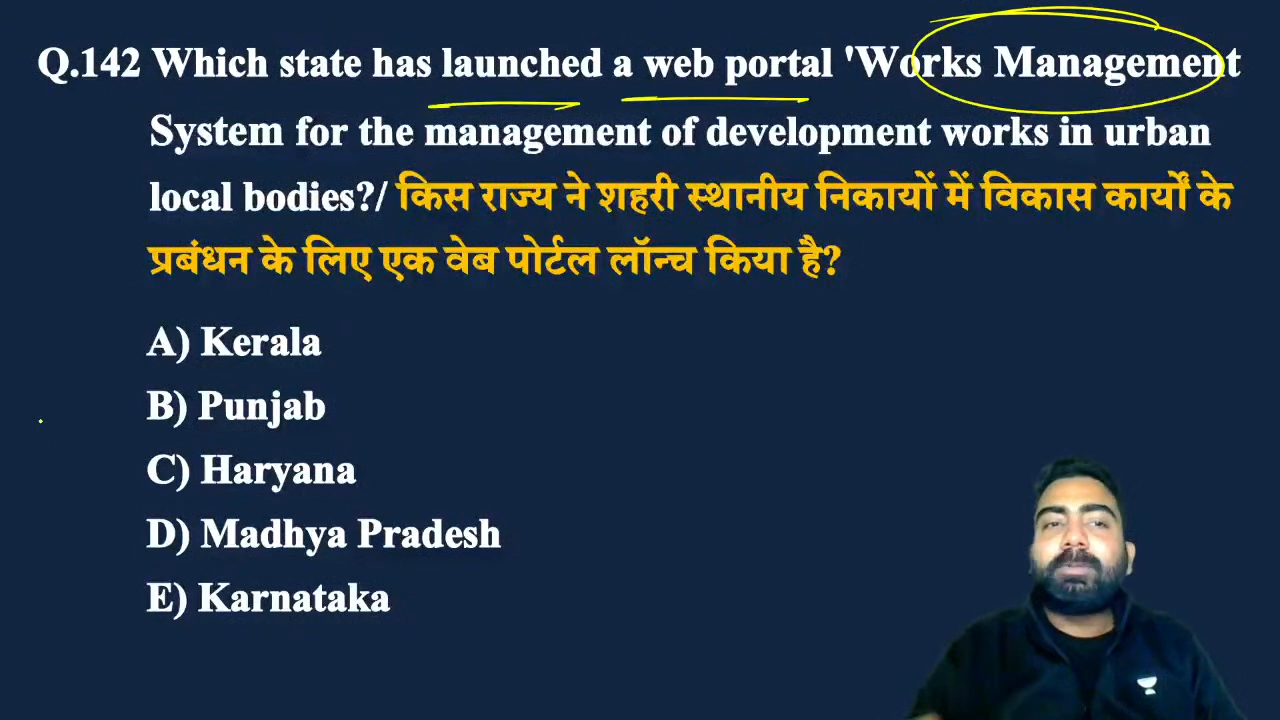 Q.142 Which state has launched a web portal 'Works Management
System for the management of development works in urban
local bodies?/ किस राज्य ने शहरी स्थानीय निकायों में विकास कार्यों के
प्रबंधन के लिए एक वेब पोर्टल लॉन्च किया है?
A) Kerala
B) Punjab
C) Haryana
D) Madhya Pradesh
E) Karnataka